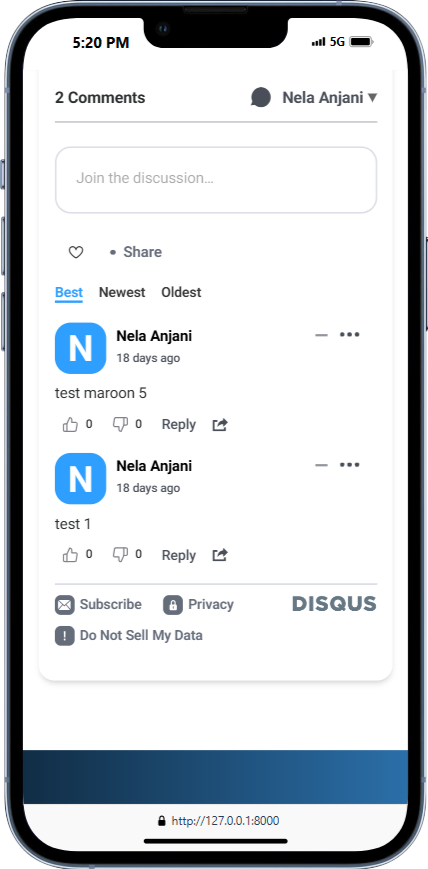 5:20 PM 5G
2 Comments Nela Anjani
Join the discussion...
• Share
Best Newest Oldest
N Nela Anjani
18 days ago
test maroon 5
0 0 Reply
N Nela Anjani
18 days ago
test 1
0 0 Reply
Subscribe Privacy DISQUS
! Do Not Sell My Data
http://127.0.0.1:8000